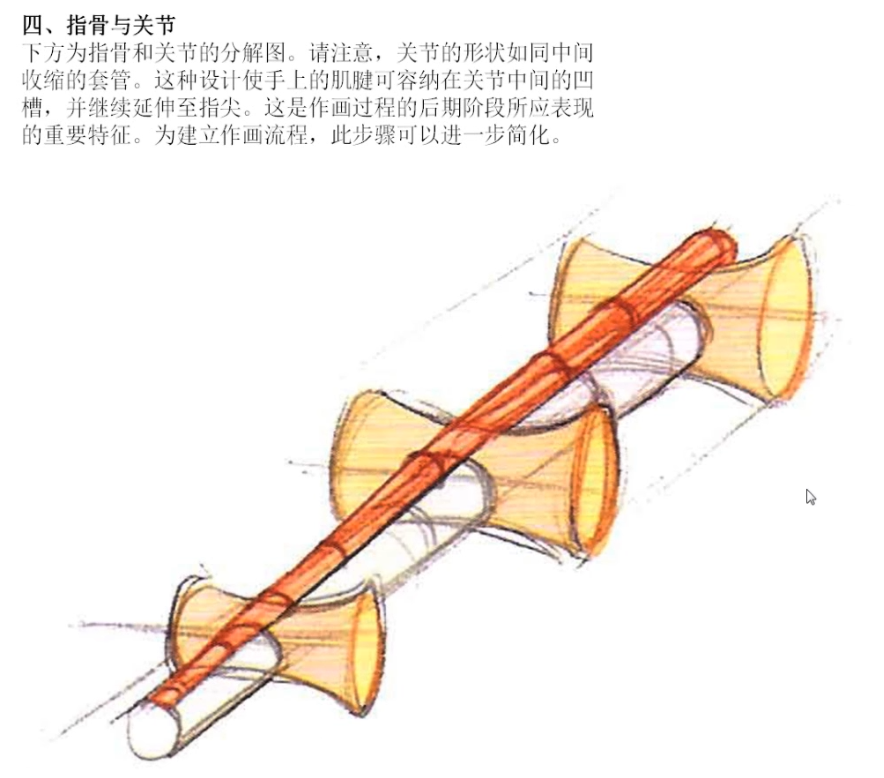 四、指骨与关节
下方为指骨和关节的分解图。请注意，关节的形状如同中间
收缩的套管。这种设计使手上的肌腱可容纳在关节中间的凹
槽，并继续延伸至指尖。这是作画过程的后期阶段所应表现
的重要特征。为建立作画流程，此步骤可以进一步简化。